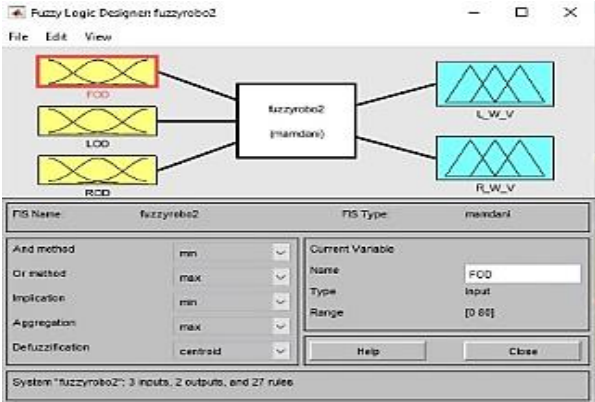 Fuzzy Logic Designer: fuzzyrobo2
File Edit View
FOD
LOD
ROD
fuzzyrobo2
(mamdani)
L_W_V
R_W_V
FIS Name: fuzzyrobo2 FIS Type: mamdani
And method min
Or method max
Implication min
Aggregation max
Defuzzification centroid
Current Variable
Name FOD
Type input
Range [0 80]
Help Close
System "fuzzyrobo2": 3 inputs, 2 outputs, and 27 rules